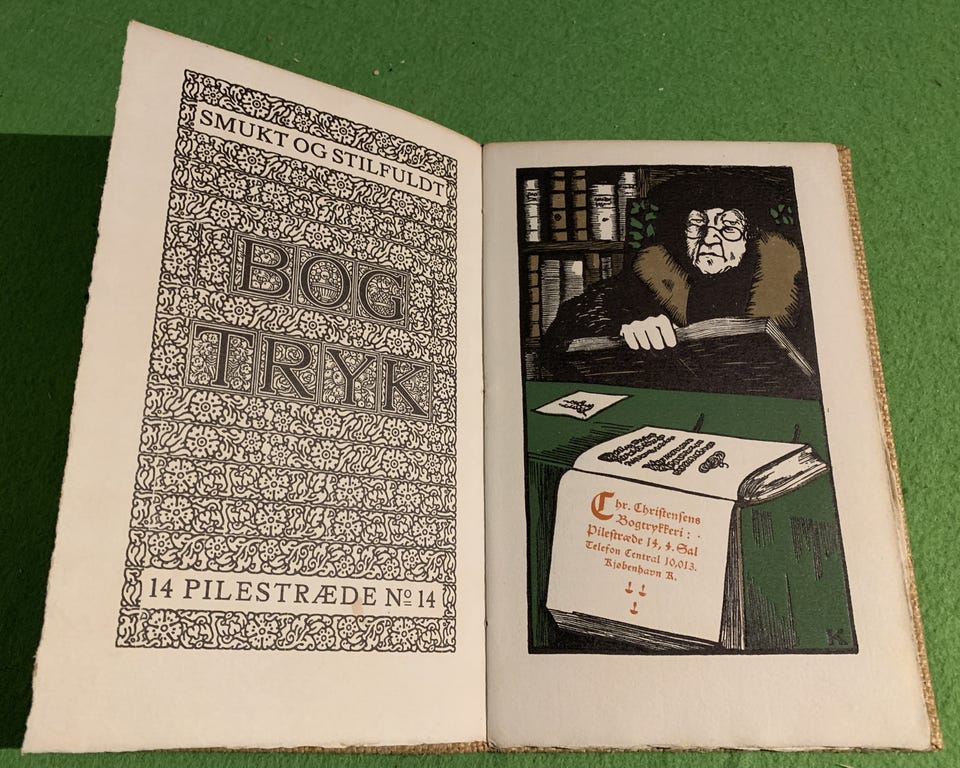 SMUKT OG STILFULDT
BOG
TRYK
14 PILESTRÆDE Nº 14
Chr. Christensens
Bogtrykkeri : ·
Pilestræde 14, 4. Sal
Telefon Central 10,013.
Kjøbenhavn K.
K